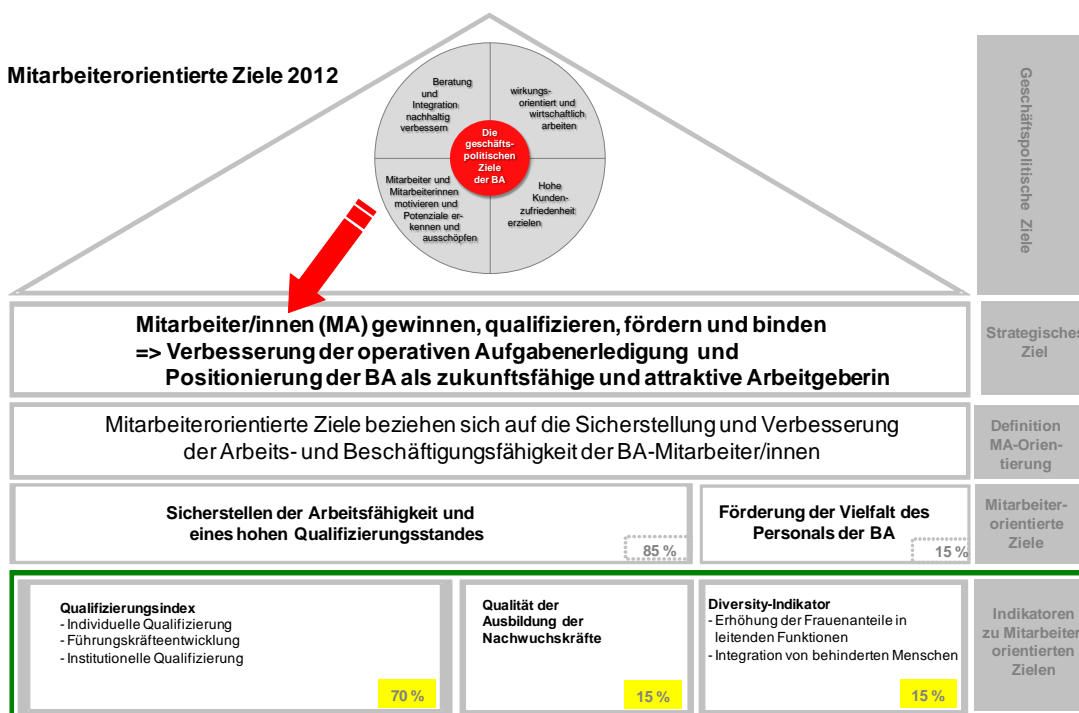 Mitarbeiterorientierte Ziele 2012
Beratung
und
Integration
nachhaltig
verbessern
wirkungs-
orientiert und
wirtschaftlich
arbeiten
Die
geschäfts-
politischen
Ziele
der BA
Mitarbeiter und
Mitarbeiterinnen
motivieren und
Potenziale er-
kennen und
ausschöpfen
Hohe
Kunden-
zufriedenheit
erzielen
Geschäftspolitische Ziele
Mitarbeiter/innen (MA) gewinnen, qualifizieren, fördern und binden
=> Verbesserung der operativen Aufgabenerledigung und
Positionierung der BA als zukunftsfähige und attraktive Arbeitgeberin
Strategisches
Ziel
Mitarbeiterorientierte Ziele beziehen sich auf die Sicherstellung und Verbesserung
der Arbeits- und Beschäftigungsfähigkeit der BA-Mitarbeiter/innen
Definition
MA-Orien-
tierung
Sicherstellen der Arbeitsfähigkeit und
eines hohen Qualifizierungsstandes
85 %
Förderung der Vielfalt des
Personals der BA
15 %
Mitarbeiter-
orientierte
Ziele
Qualifizierungsindex
- Individuelle Qualifizierung
- Führungskräfteentwicklung
- Institutionelle Qualifizierung
70 %
Qualität der
Ausbildung der
Nachwuchskräfte
15 %
Diversity-Indikator
- Erhöhung der Frauenanteile in
leitenden Funktionen
- Integration von behinderten Menschen
15 %
Indikatoren
zu Mitarbeiter
orientierten
Zielen